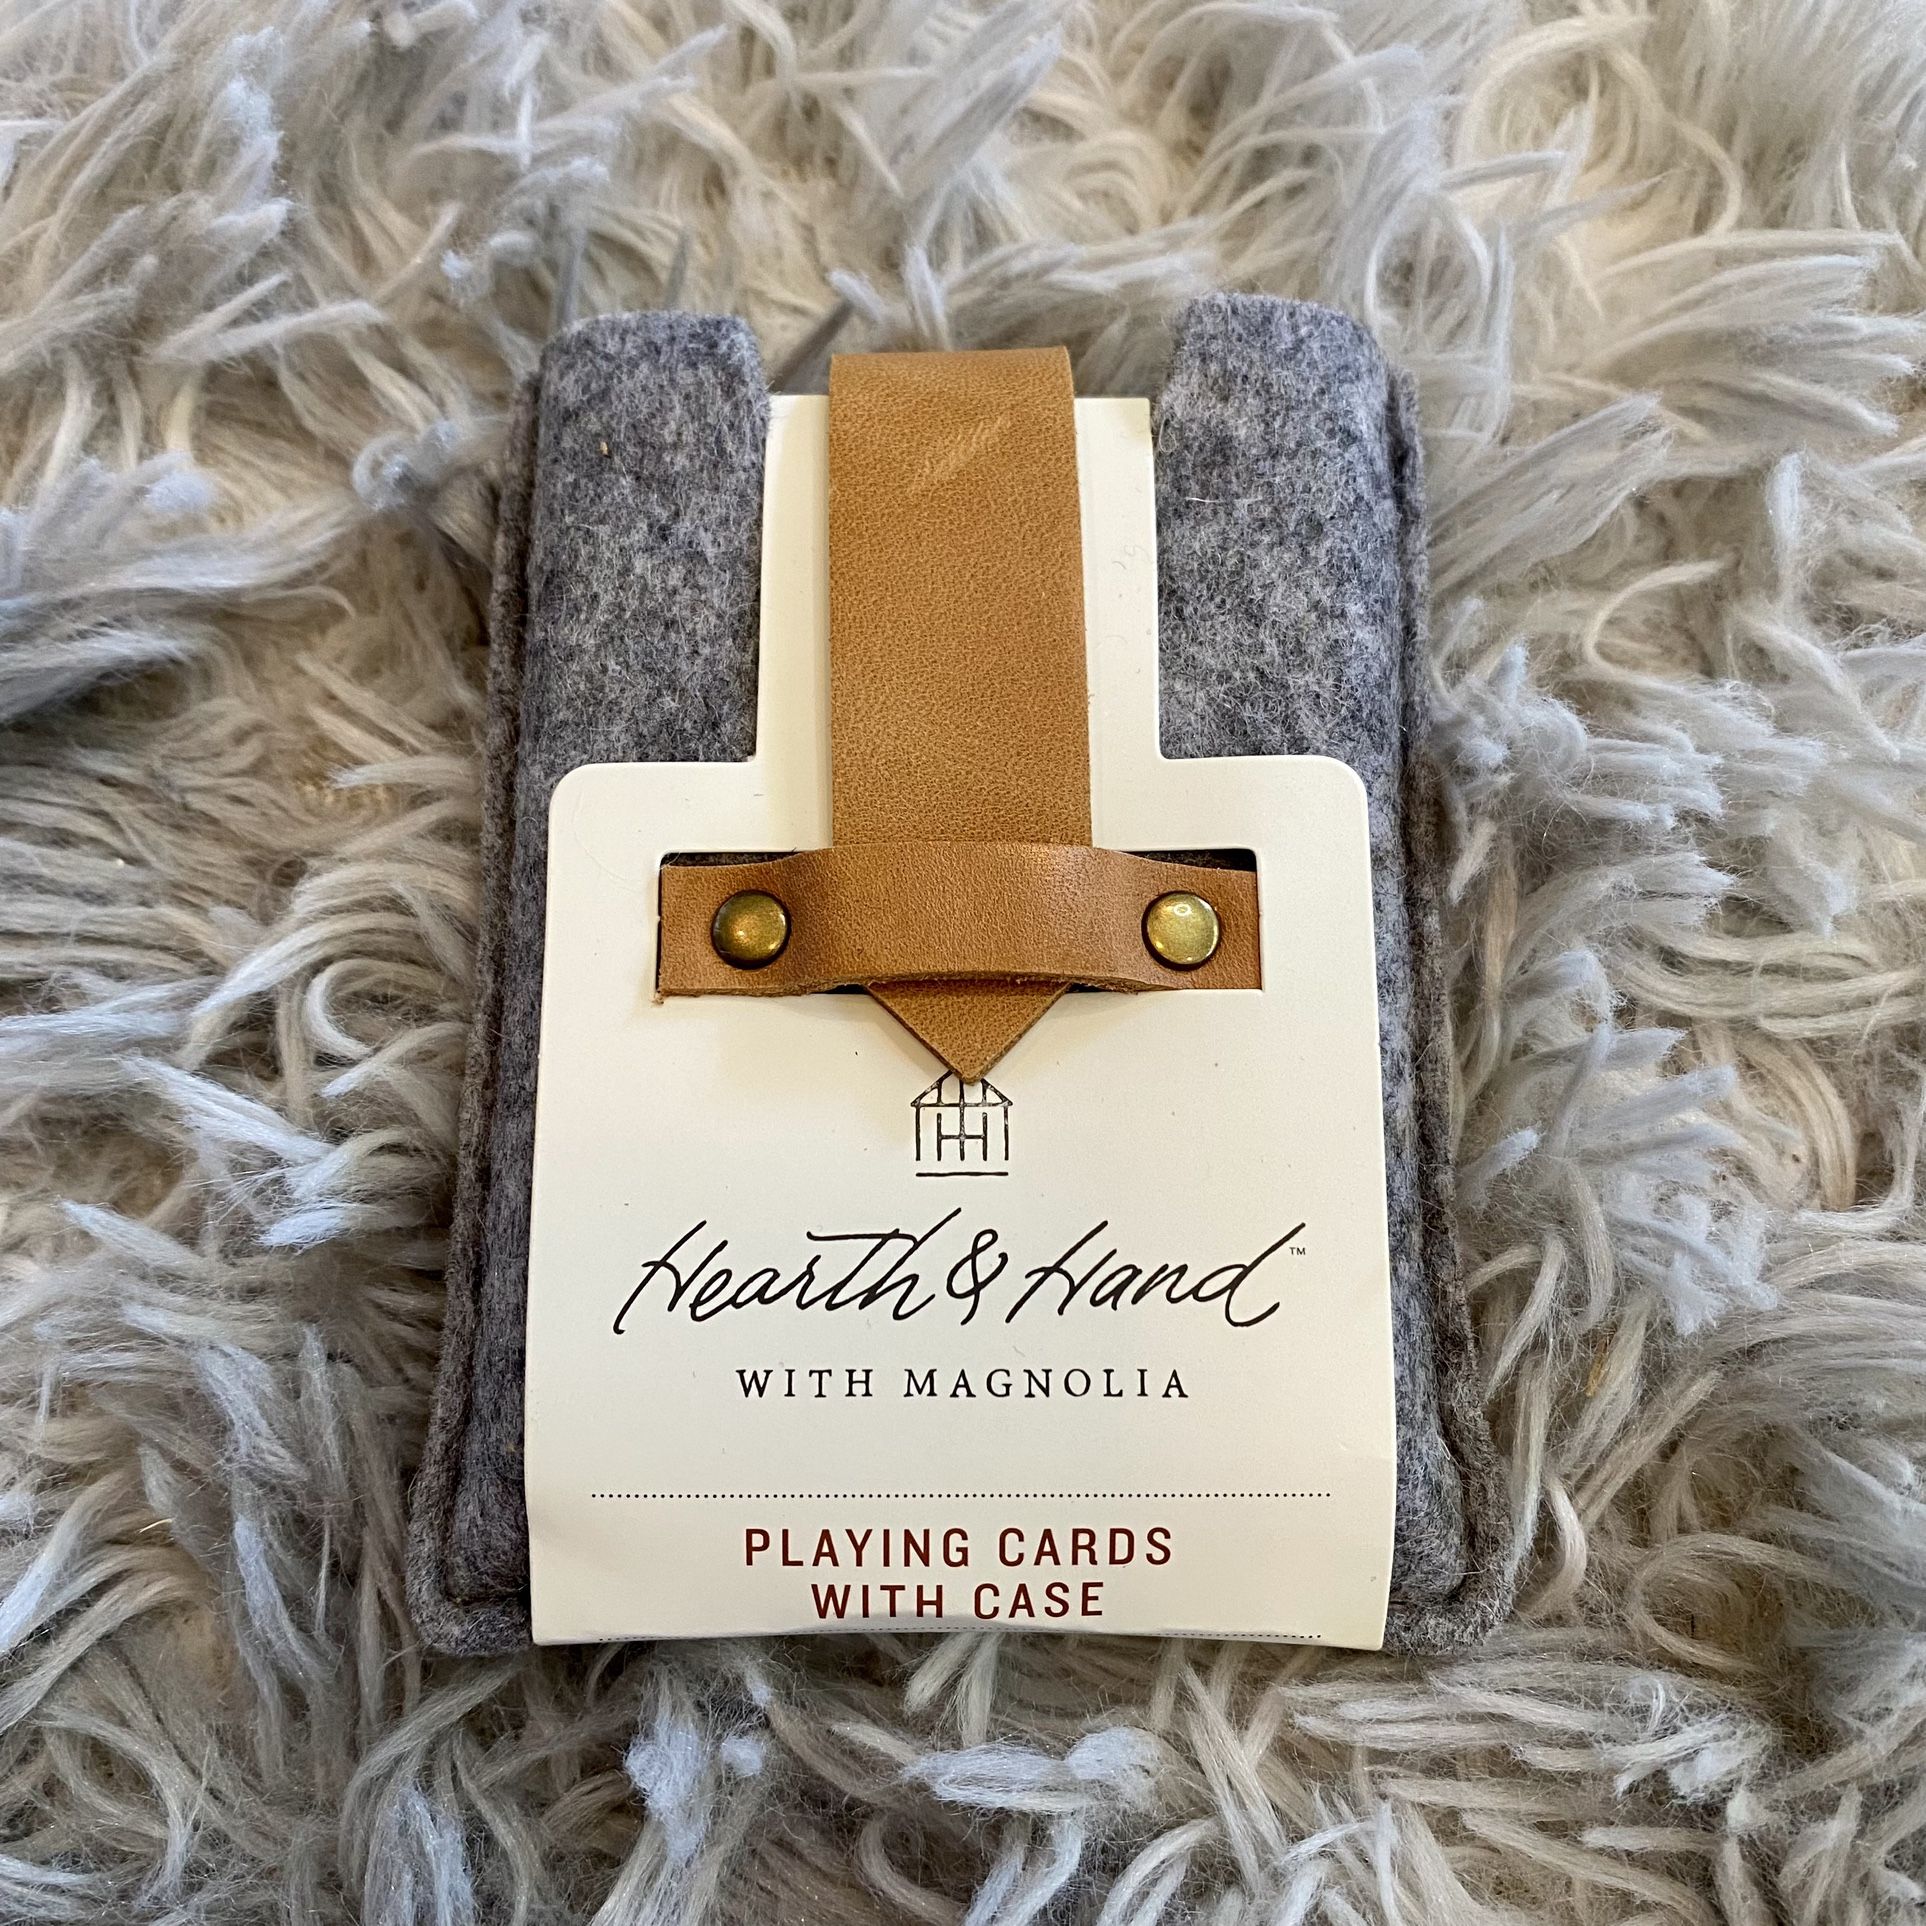 Hearth & Hand™
WITH MAGNOLIA
PLAYING CARDS
WITH CASE